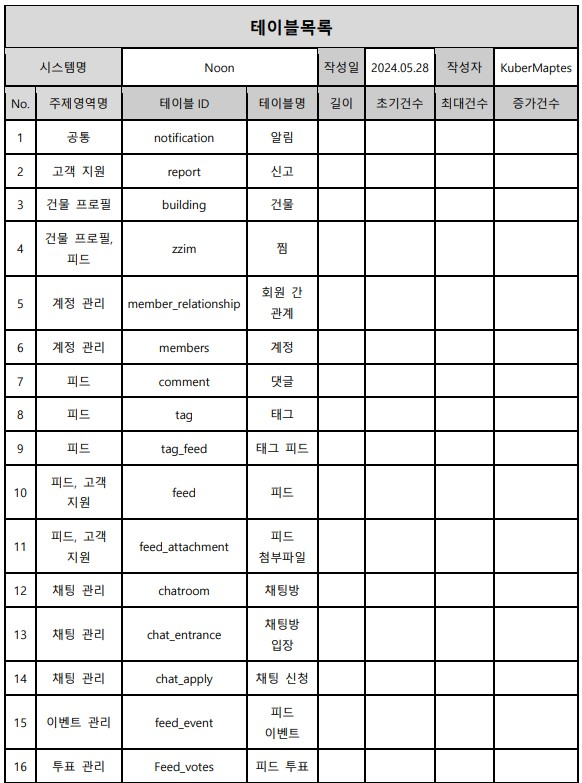 테이블목록
시스템명 Noon 작성일 2024.05.28 작성자 KuberMaptes
No. 주제영역명 테이블 ID 테이블명 길이 초기건수 최대건수 증가건수
1 공통 notification 알림
2 고객 지원 report 신고
3 건물 프로필 building 건물
4 건물 프로필, 피드 zzim 찜
5 계정 관리 member_relationship 회원 간 관계
6 계정 관리 members 계정
7 피드 comment 댓글
8 피드 tag 태그
9 피드 tag_feed 태그 피드
10 피드, 고객 지원 feed 피드
11 피드, 고객 지원 feed_attachment 피드 첨부파일
12 채팅 관리 chatroom 채팅방
13 채팅 관리 chat_entrance 채팅방 입장
14 채팅 관리 chat_apply 채팅 신청
15 이벤트 관리 feed_event 피드 이벤트
16 투표 관리 Feed_votes 피드 투표